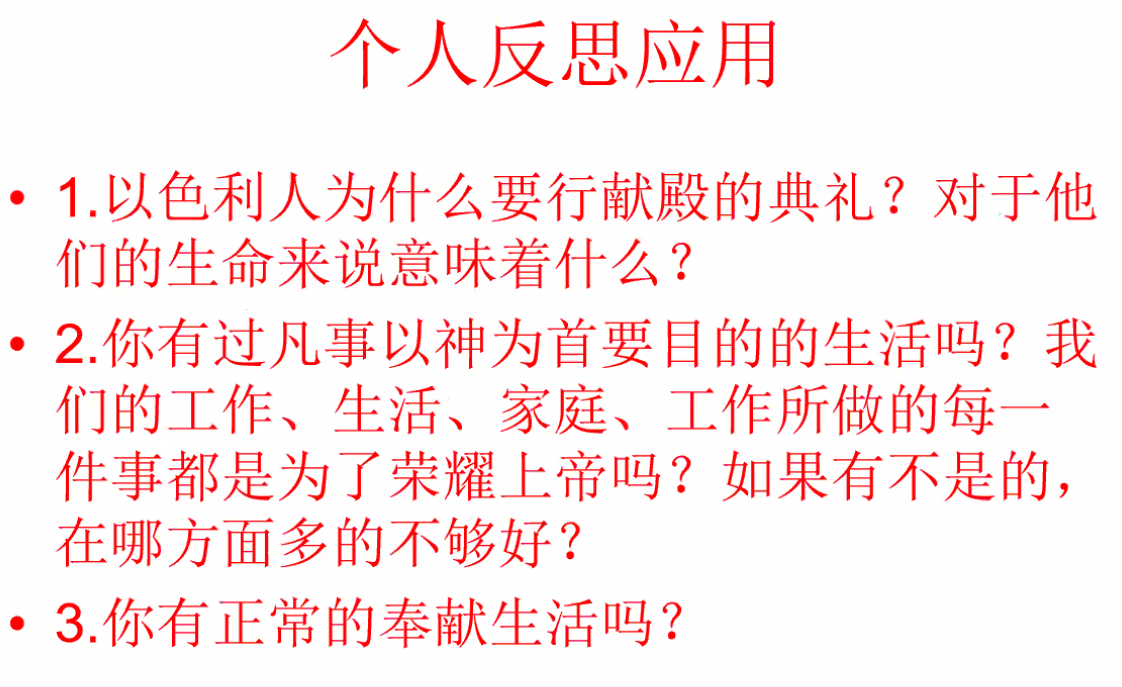 个人反思应用
• 1.以色利人为什么要行献殿的典礼？对于他
们的生命来说意味着什么？
• 2.你有过凡事以神为首要目的的生活吗？我
们的工作、生活、家庭、工作所做的每一
件事都是为了荣耀上帝吗？如果有不是的，
在哪方面多的不够好？
• 3.你有正常的奉献生活吗？